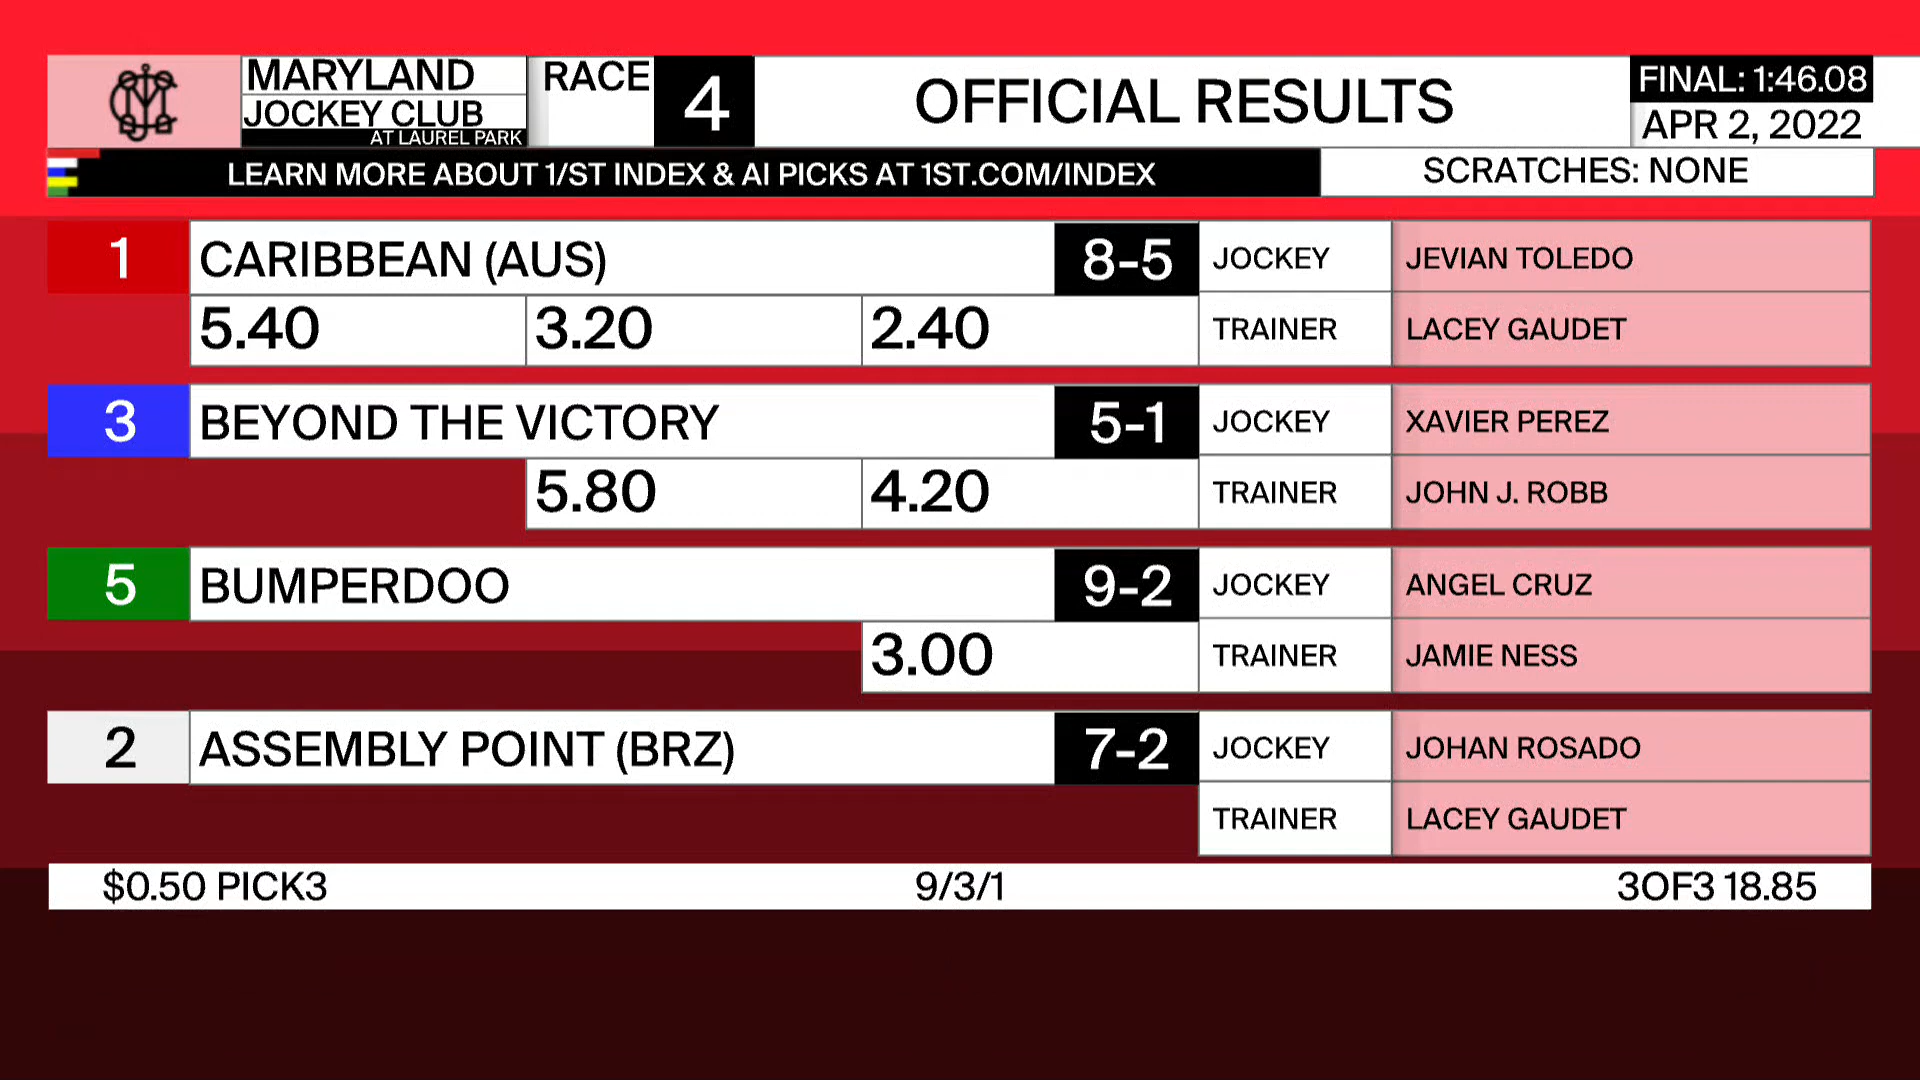 MARYLAND
JOCKEY CLUB
AT LAUREL PARK
RACE 4
OFFICIAL RESULTS
FINAL: 1:46.08
APR 2, 2022
LEARN MORE ABOUT 1/ST INDEX & AI PICKS AT 1ST.COM/INDEX
SCRATCHES: NONE
1 CARIBBEAN (AUS) 8-5 JOCKEY JEVIAN TOLEDO
5.40 3.20 2.40 TRAINER LACEY GAUDET
3 BEYOND THE VICTORY 5-1 JOCKEY XAVIER PEREZ
5.80 4.20 TRAINER JOHN J. ROBB
5 BUMPERDOO 9-2 JOCKEY ANGEL CRUZ
3.00 TRAINER JAMIE NESS
2 ASSEMBLY POINT (BRZ) 7-2 JOCKEY JOHAN ROSADO
TRAINER LACEY GAUDET
$0.50 PICK3 9/3/1 3OF3 18.85